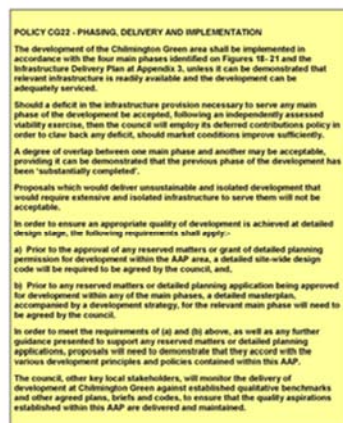 POLICY CG22 - PHASING, DELIVERY AND IMPLEMENTATION
The development of the Chilmington Green area shall be implemented in
accordance with the four main phases identified on Figures 18- 21 and the
Infrastructure Delivery Plan at Appendix 3, unless it can be demonstrated that
relevant infrastructure is readily available and the development can be
adequately serviced.
Should a deficit in the infrastructure provision necessary to serve any main
phase of the development be accepted, following an independently assessed
viability exercise, then the council will employ its deferred contributions policy in
order to claw back any deficit, should market conditions improve sufficiently.
A degree of overlap between one main phase and another may be acceptable,
providing it can be demonstrated that the previous phase of the development has
been 'substantially completed'.
Proposals which would deliver unsustainable and isolated development that
would require extensive and isolated infrastructure to serve them will not be
acceptable.
In order to ensure an appropriate quality of development is achieved at detailed
design stage, the following requirements shall apply:-
a) Prior to the approval of any reserved matters or grant of detailed planning
permission for development within the AAP area, a detailed site-wide design
code will be required to be agreed by the council, and,
b) Prior to any reserved matters or detailed planning application being approved
for development within any of the main phases, a detailed masterplan,
accompanied by a development strategy, for the relevant main phase will need to
be agreed by the council.
In order to meet the requirements of (a) and (b) above, as well as any further
guidance presented to support any reserved matters or detailed planning
applications, proposals will need to demonstrate that they accord with the
various development principles and policies contained within this AAP.
The council, other key local stakeholders, will monitor the delivery of
development at Chilmington Green against established qualitative benchmarks
and other agreed plans, briefs and codes, to ensure that the quality aspirations
established within this AAP are delivered and maintained.